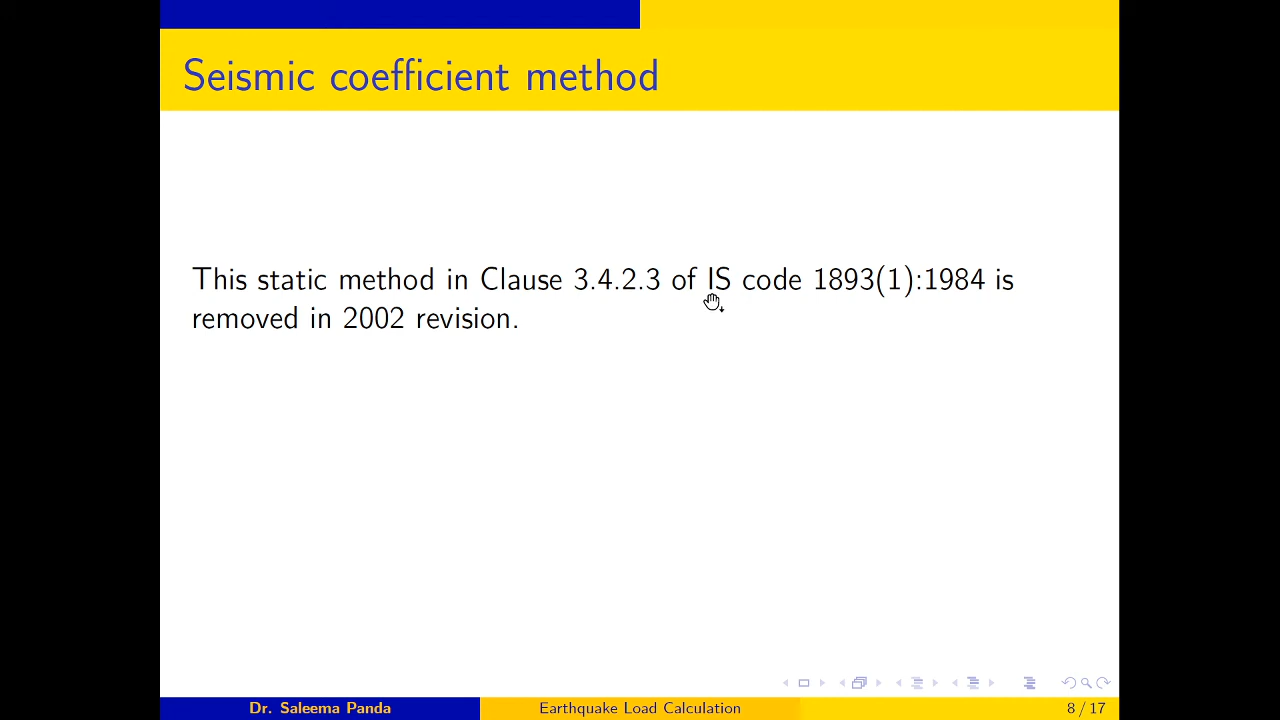 Seismic coefficient method
This static method in Clause 3.4.2.3 of IS code 1893(1):1984 is
removed in 2002 revision.
Dr. Saleema Panda
Earthquake Load Calculation
8 / 17